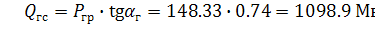 Qгс = Pгр · tgαг = 148.33 · 0.74 = 1098.9 Мн